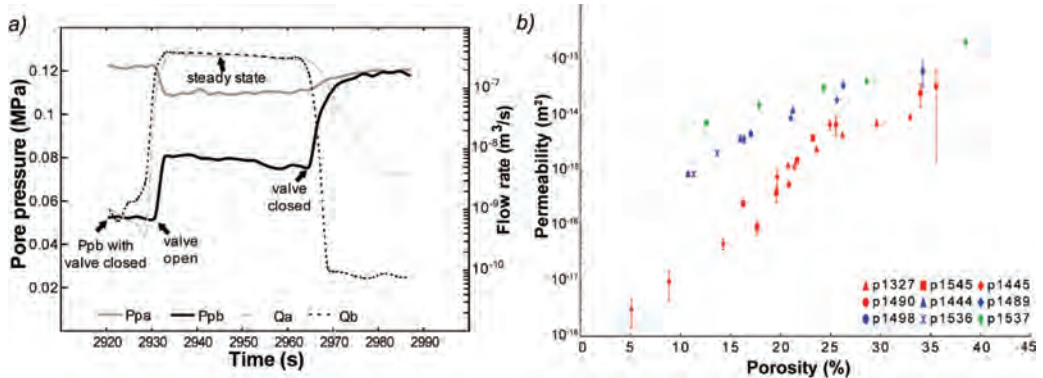 a)
Pore pressure (MPa)
0.12
0.10
0.08
0.06
0.04
0.02
steady state
valve closed
Ppb with
valve closed
valve
open
Ppa Ppb Qa Qb
2920 2930 2940 2950 2960 2970 2980 2990
Time (s)
10⁻⁷
10⁻⁸
10⁻⁹
10⁻¹⁰
Flow rate (m³/s)
b)
Permeability (m²)
10⁻¹³
10⁻¹⁴
10⁻¹⁵
10⁻¹⁶
10⁻¹⁷
10⁻¹⁸
p1327 p1545 p1445
p1490 p1444 p1489
p1498 p1536 p1537
0 5 10 15 20 25 30 35 40 45
Porosity (%)